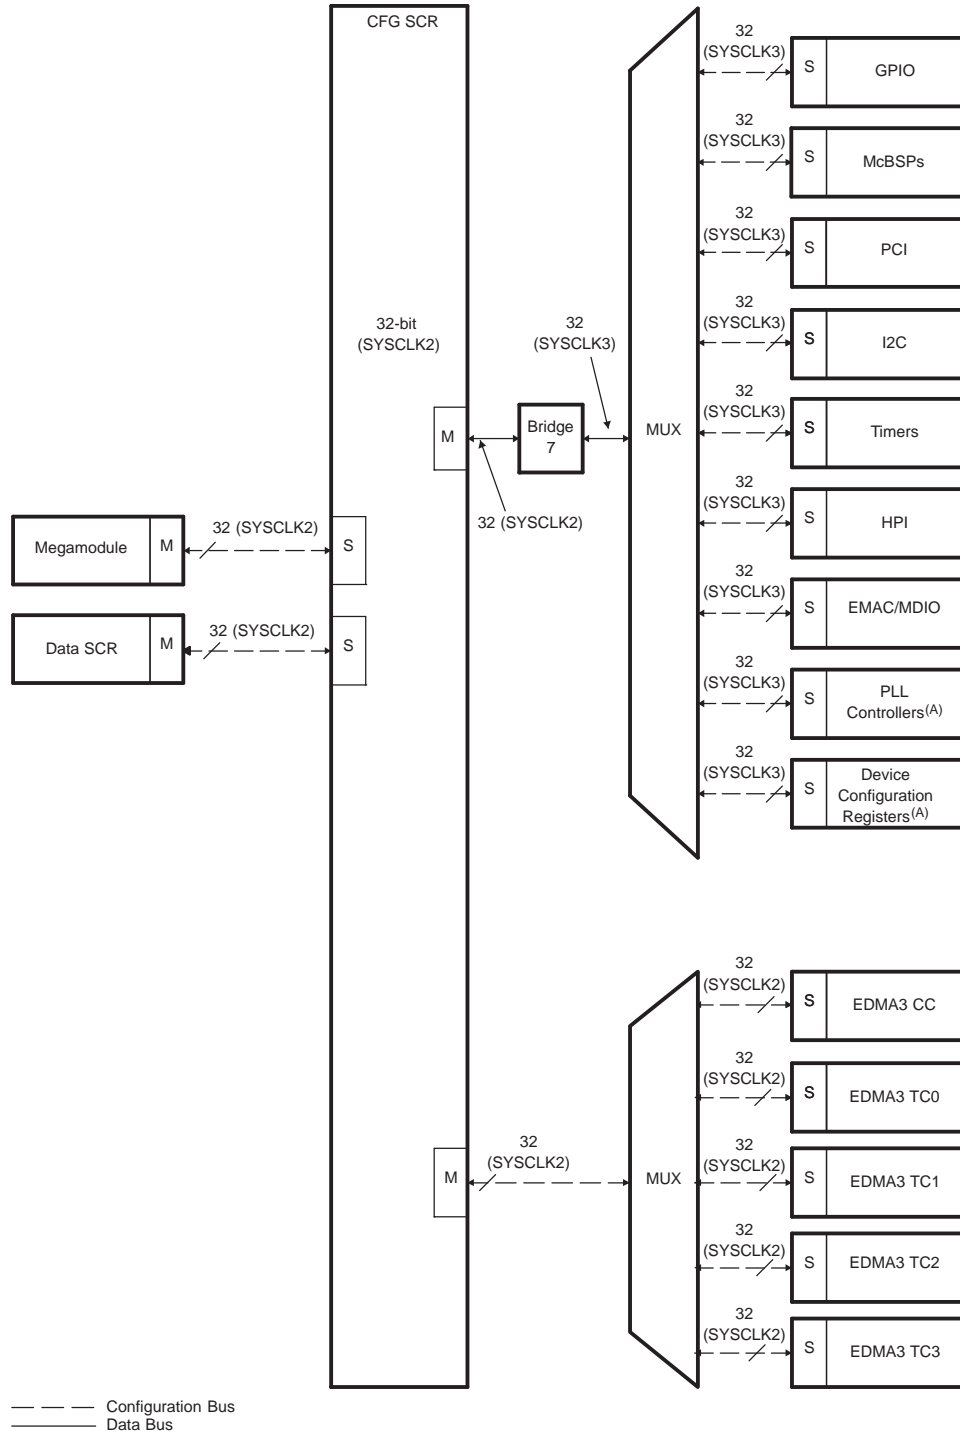 CFG SCR
32-bit
(SYSCLK2)
Megamodule
M
32 (SYSCLK2)
S
Data SCR
M
32 (SYSCLK2)
S
M
32 (SYSCLK2)
Bridge
7
32
(SYSCLK3)
MUX
32
(SYSCLK3)
S
GPIO
32
(SYSCLK3)
S
McBSPs
32
(SYSCLK3)
S
PCI
32
(SYSCLK3)
S
I2C
32
(SYSCLK3)
S
Timers
32
(SYSCLK3)
S
HPI
32
(SYSCLK3)
S
EMAC/MDIO
32
(SYSCLK3)
S
PLL
Controllers(A)
32
(SYSCLK3)
S
Device
Configuration
Registers(A)
M
32
(SYSCLK2)
MUX
32
(SYSCLK2)
S
EDMA3 CC
32
(SYSCLK2)
S
EDMA3 TC0
32
(SYSCLK2)
S
EDMA3 TC1
32
(SYSCLK2)
S
EDMA3 TC2
32
(SYSCLK2)
S
EDMA3 TC3
Configuration Bus
Data Bus